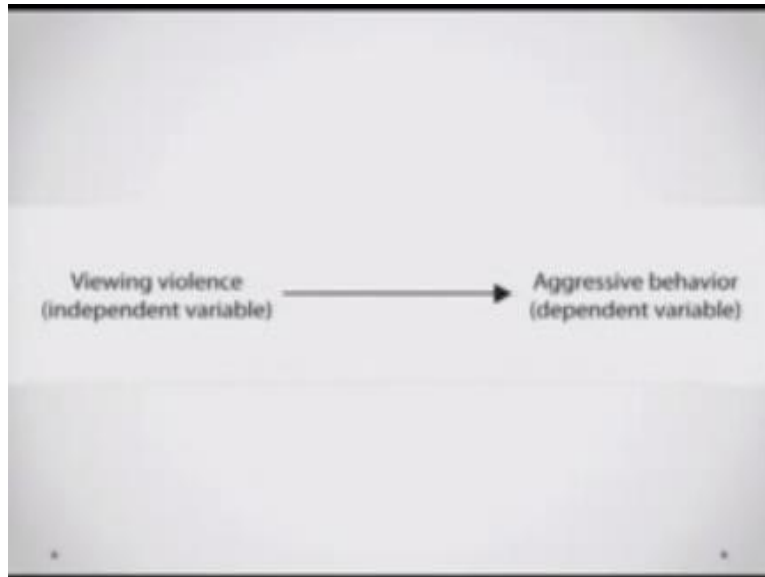 Viewing violence
(independent variable)
Aggressive behavior
(dependent variable)